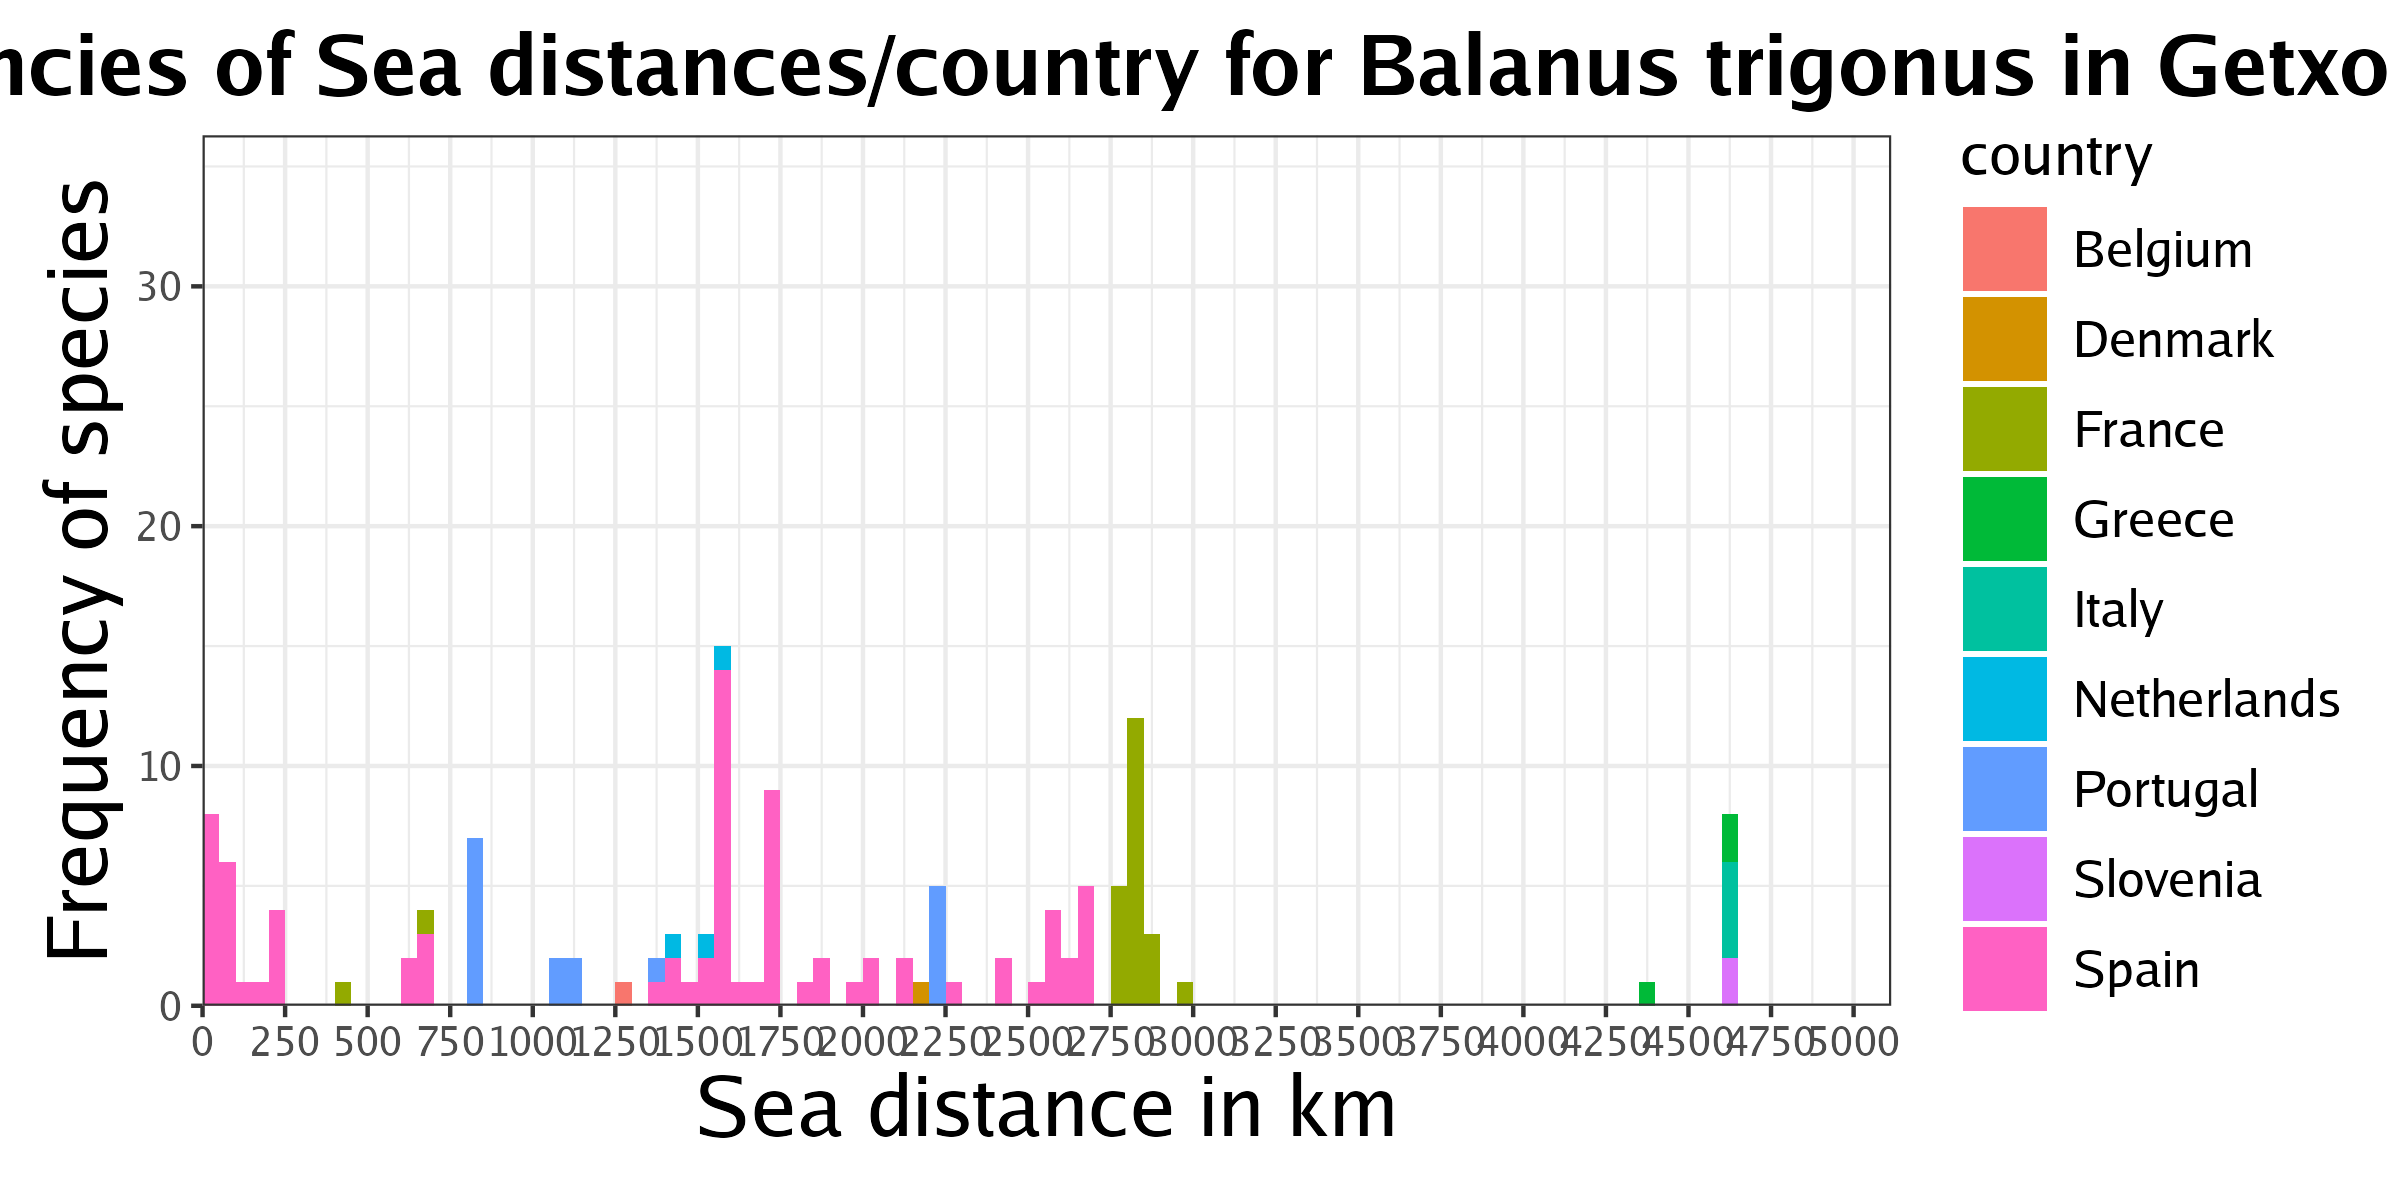 ncies of Sea distances/country for Balanus trigonus in Getxo
Frequency of species
30
20
10
0
0 250 500 750 1000 1250 1500 1750 2000 2250 2500 2750 3000 3250 3500 3750 4000 4250 4500 4750 5000
Sea distance in km
country
Belgium
Denmark
France
Greece
Italy
Netherlands
Portugal
Slovenia
Spain